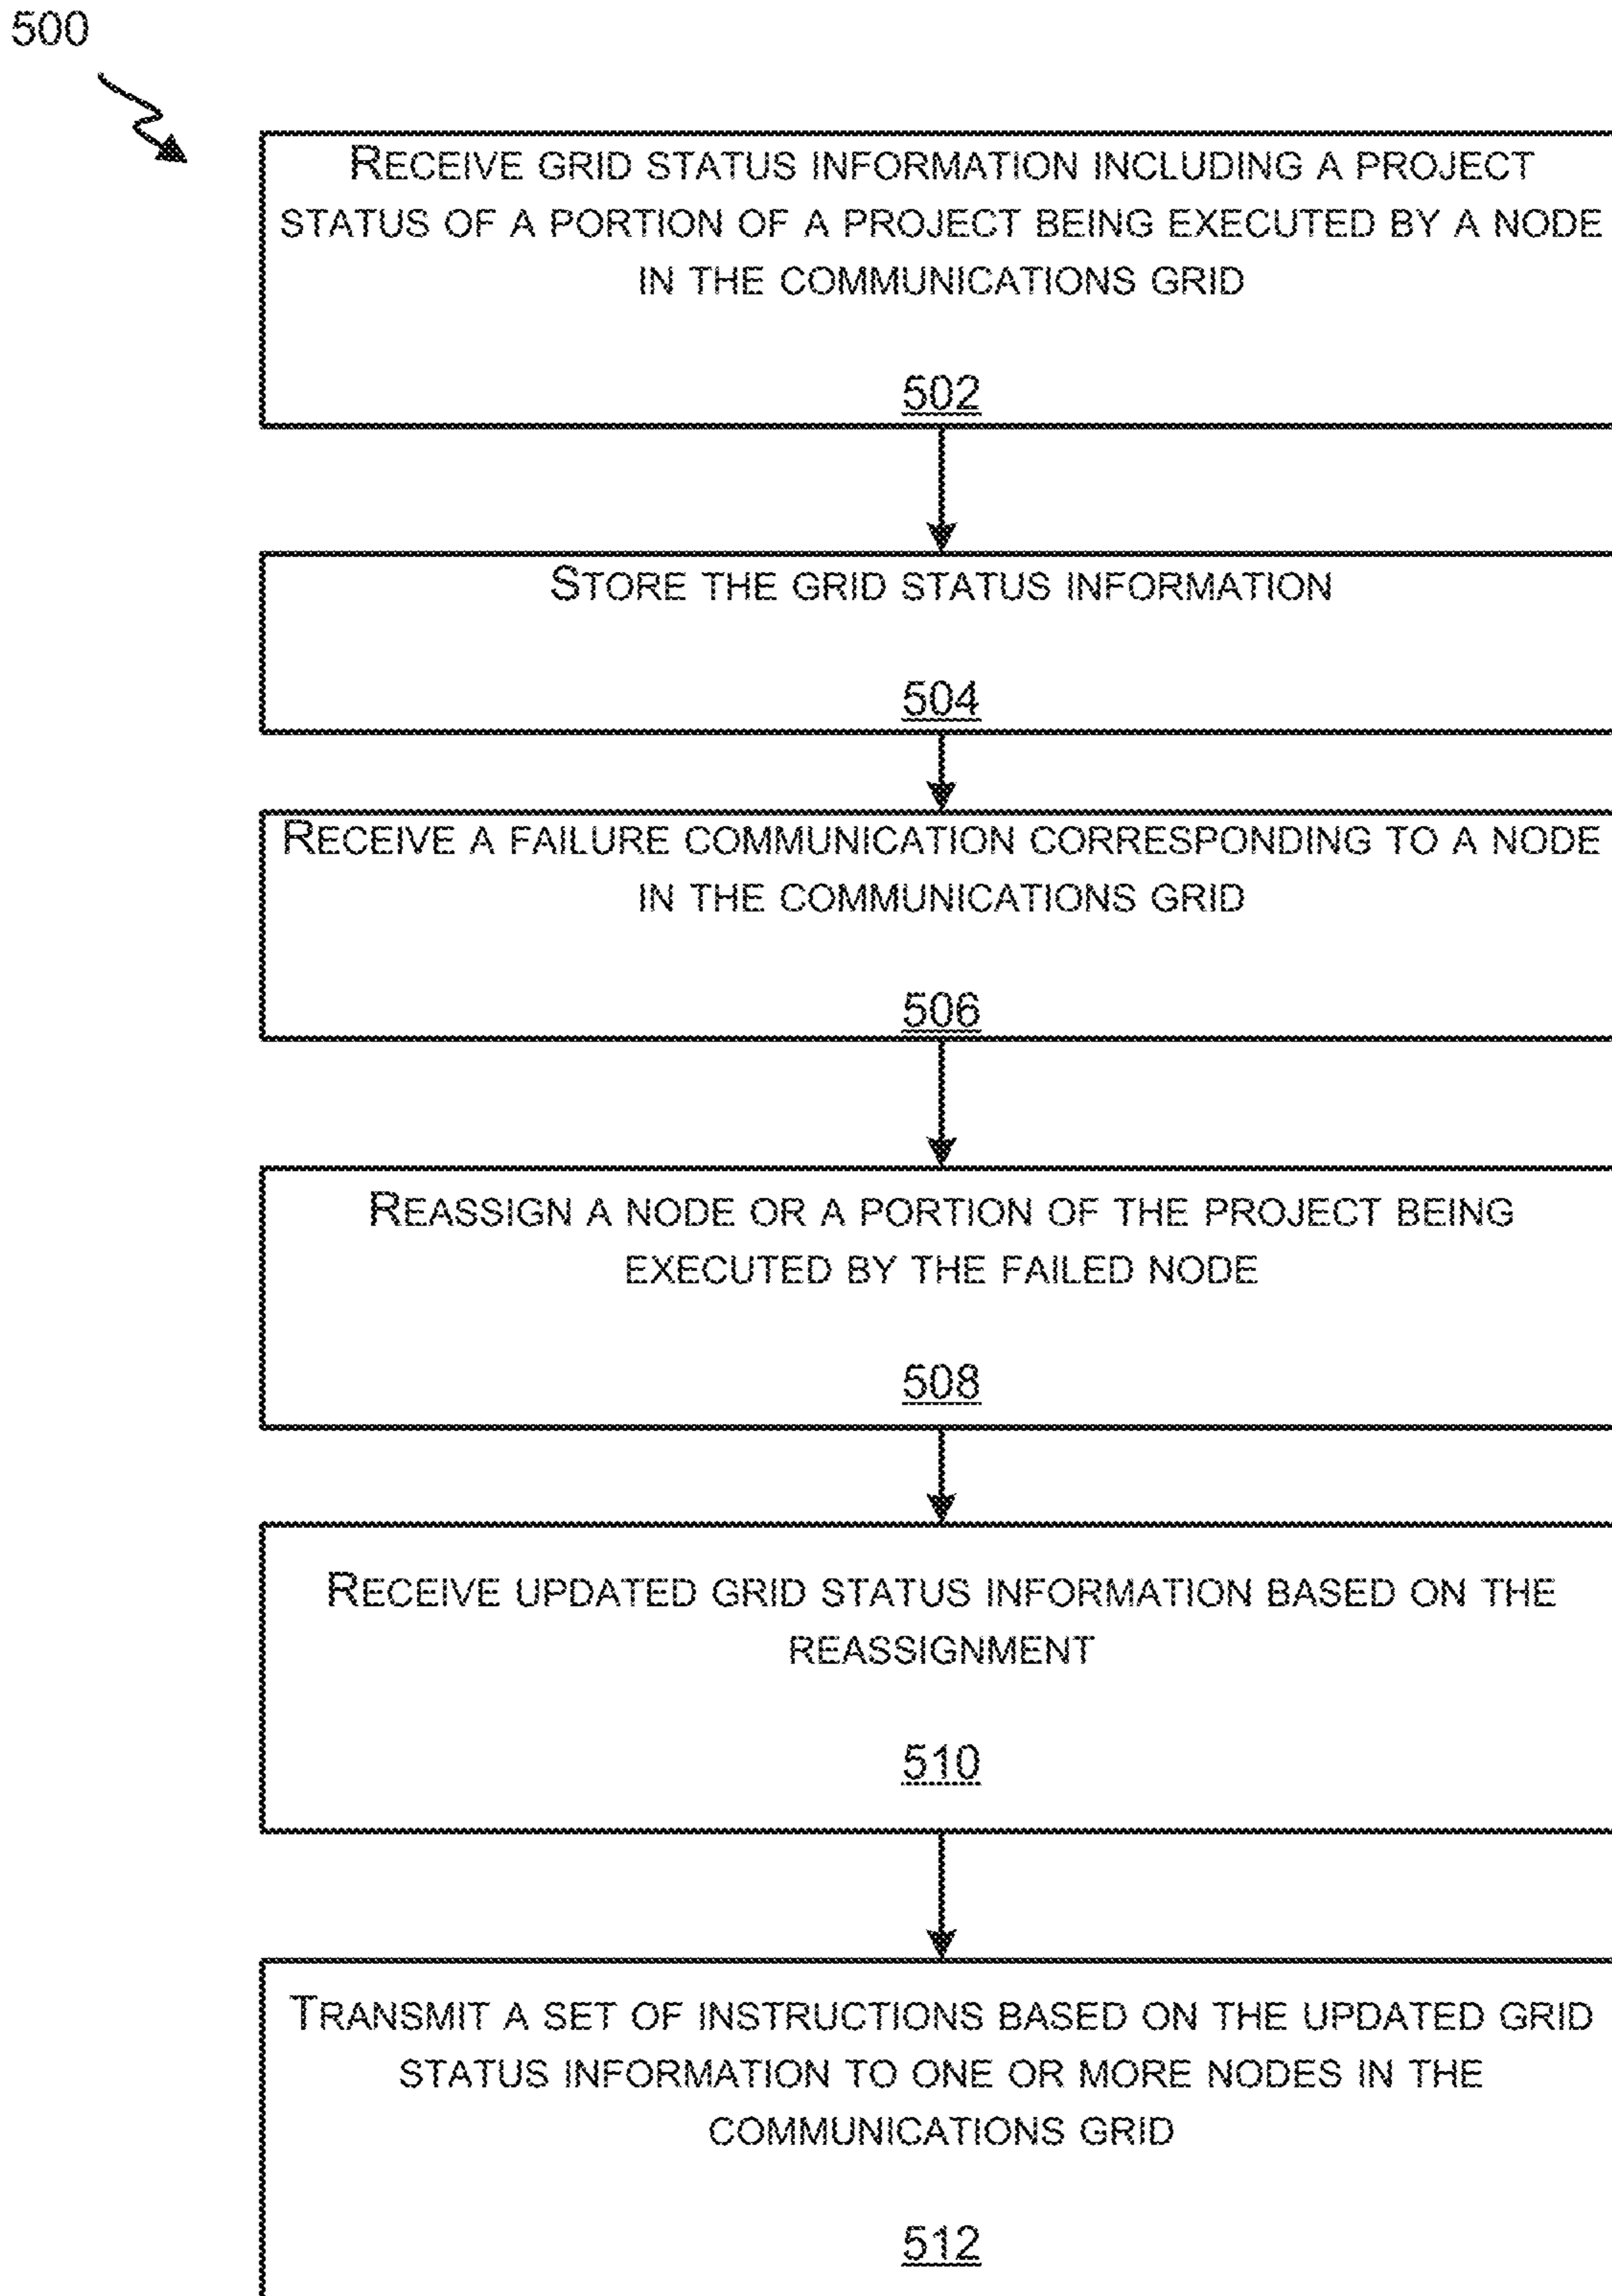 500
RECEIVE GRID STATUS INFORMATION INCLUDING A PROJECT
STATUS OF A PORTION OF A PROJECT BEING EXECUTED BY A NODE
IN THE COMMUNICATIONS GRID
502
STORE THE GRID STATUS INFORMATION
504
RECEIVE A FAILURE COMMUNICATION CORRESPONDING TO A NODE
IN THE COMMUNICATIONS GRID
506
REASSIGN A NODE OR A PORTION OF THE PROJECT BEING
EXECUTED BY THE FAILED NODE
508
RECEIVE UPDATED GRID STATUS INFORMATION BASED ON THE
REASSIGNMENT
510
TRANSMIT A SET OF INSTRUCTIONS BASED ON THE UPDATED GRID
STATUS INFORMATION TO ONE OR MORE NODES IN THE
COMMUNICATIONS GRID
512